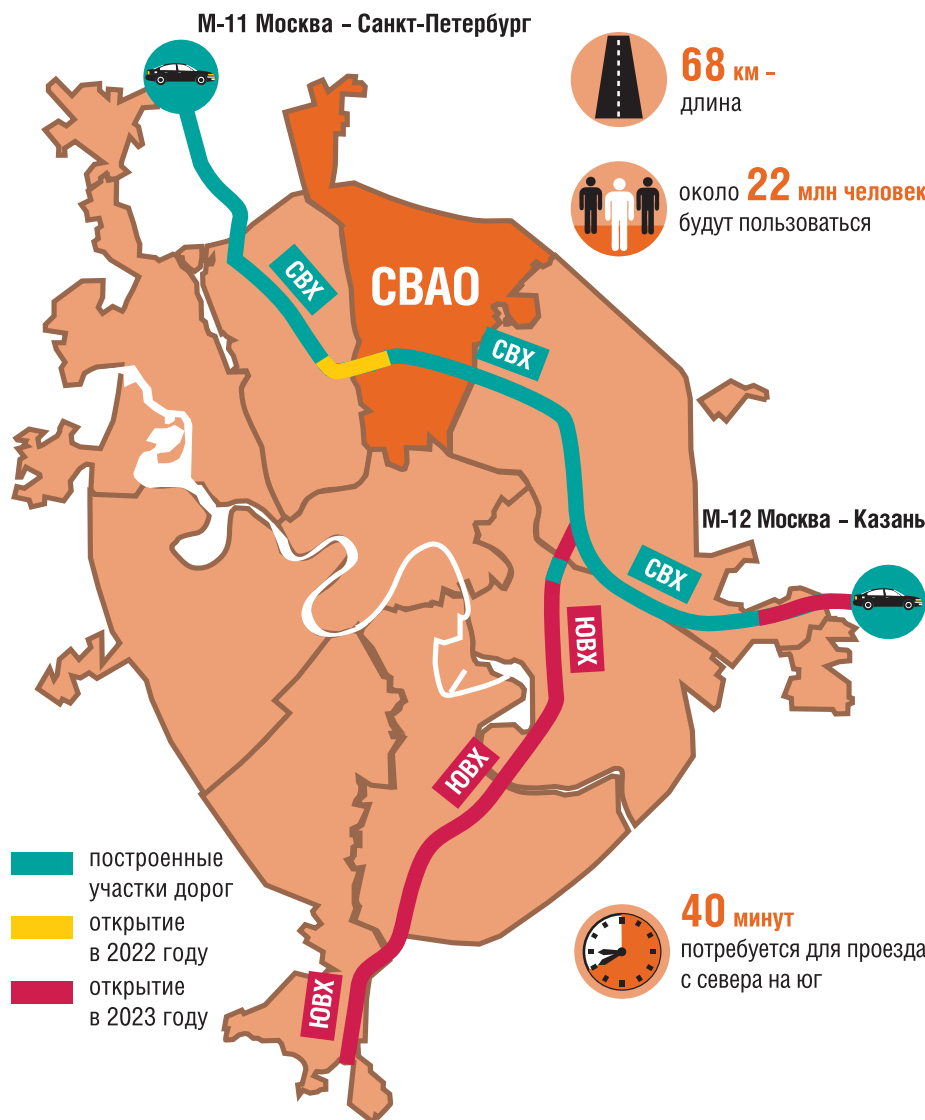 М-11 Москва – Санкт-Петербург
68 км –
длина
около 22 млн человек
будут пользоваться
СВХ
СВАО
СВХ
М-12 Москва – Казань
СВХ
ЮВХ
ЮВХ
ЮВХ
построенные
участки дорог
открытие
в 2022 году
открытие
в 2023 году
40 минут
потребуется для проезда
с севера на юг